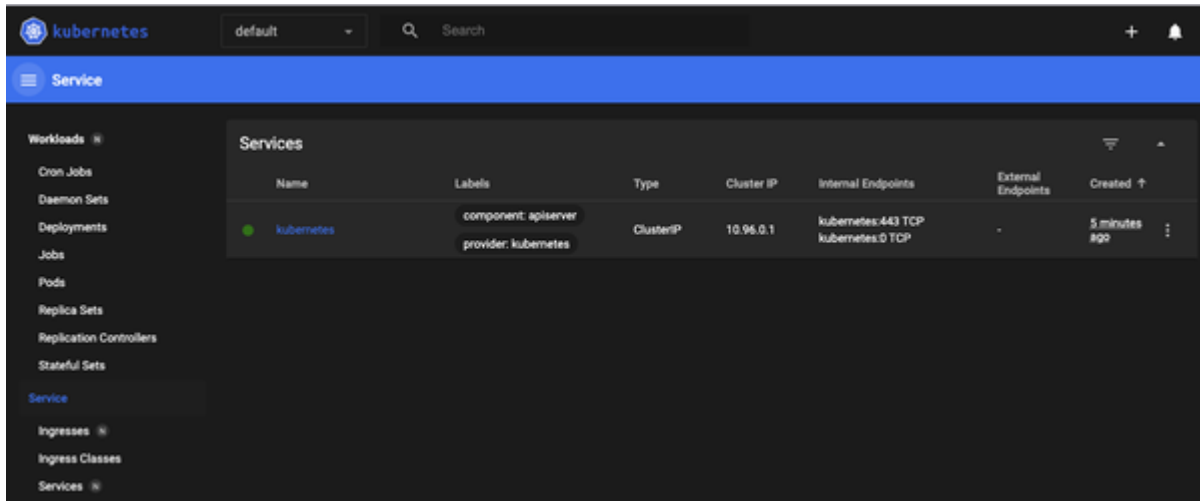 kubernetes
default
Search
Service
Workloads N
Cron Jobs
Daemon Sets
Deployments
Jobs
Pods
Replica Sets
Replication Controllers
Stateful Sets
Service
Ingresses N
Ingress Classes
Services N
Services
Name Labels Type Cluster IP Internal Endpoints External Endpoints Created
kubernetes
component: apiserver
provider: kubernetes
ClusterIP
10.96.0.1
kubernetes:443 TCP
kubernetes:0 TCP
-
5 minutes
ago